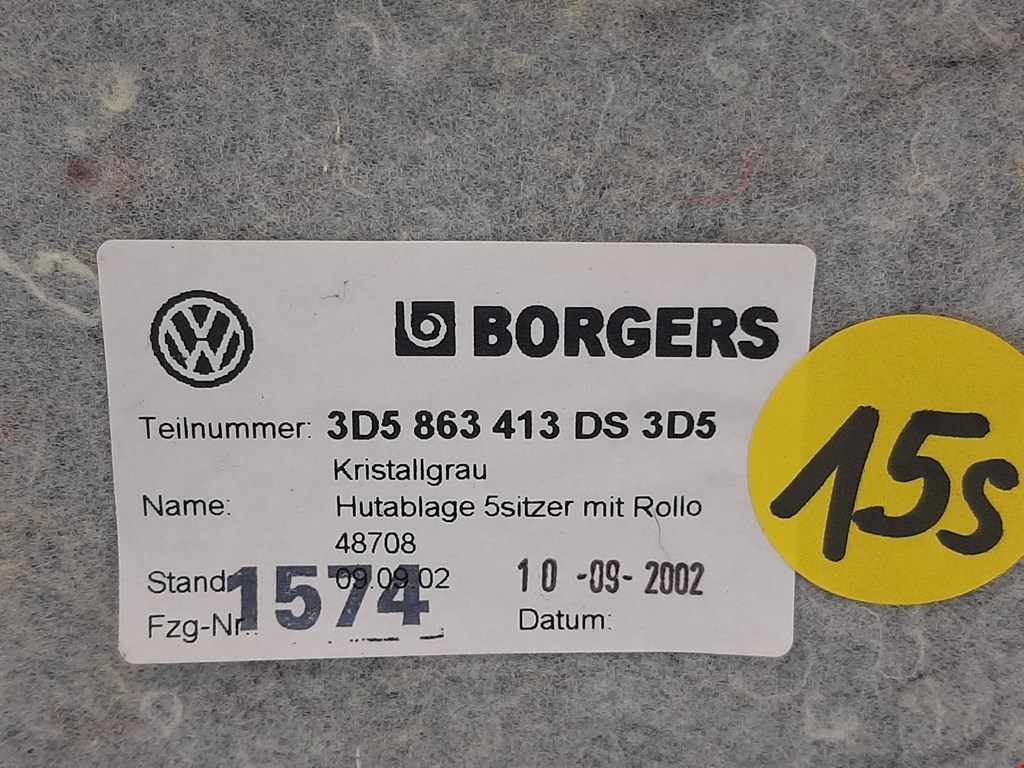 VW BORGERS
Teilnummer: 3D5 863 413 DS 3D5
Kristallgrau
Name: Hutablage 5sitzer mit Rollo
48708
Stand: 09.09.02 10 -09- 2002
Fzg-Nr.: 1574 Datum:
15s